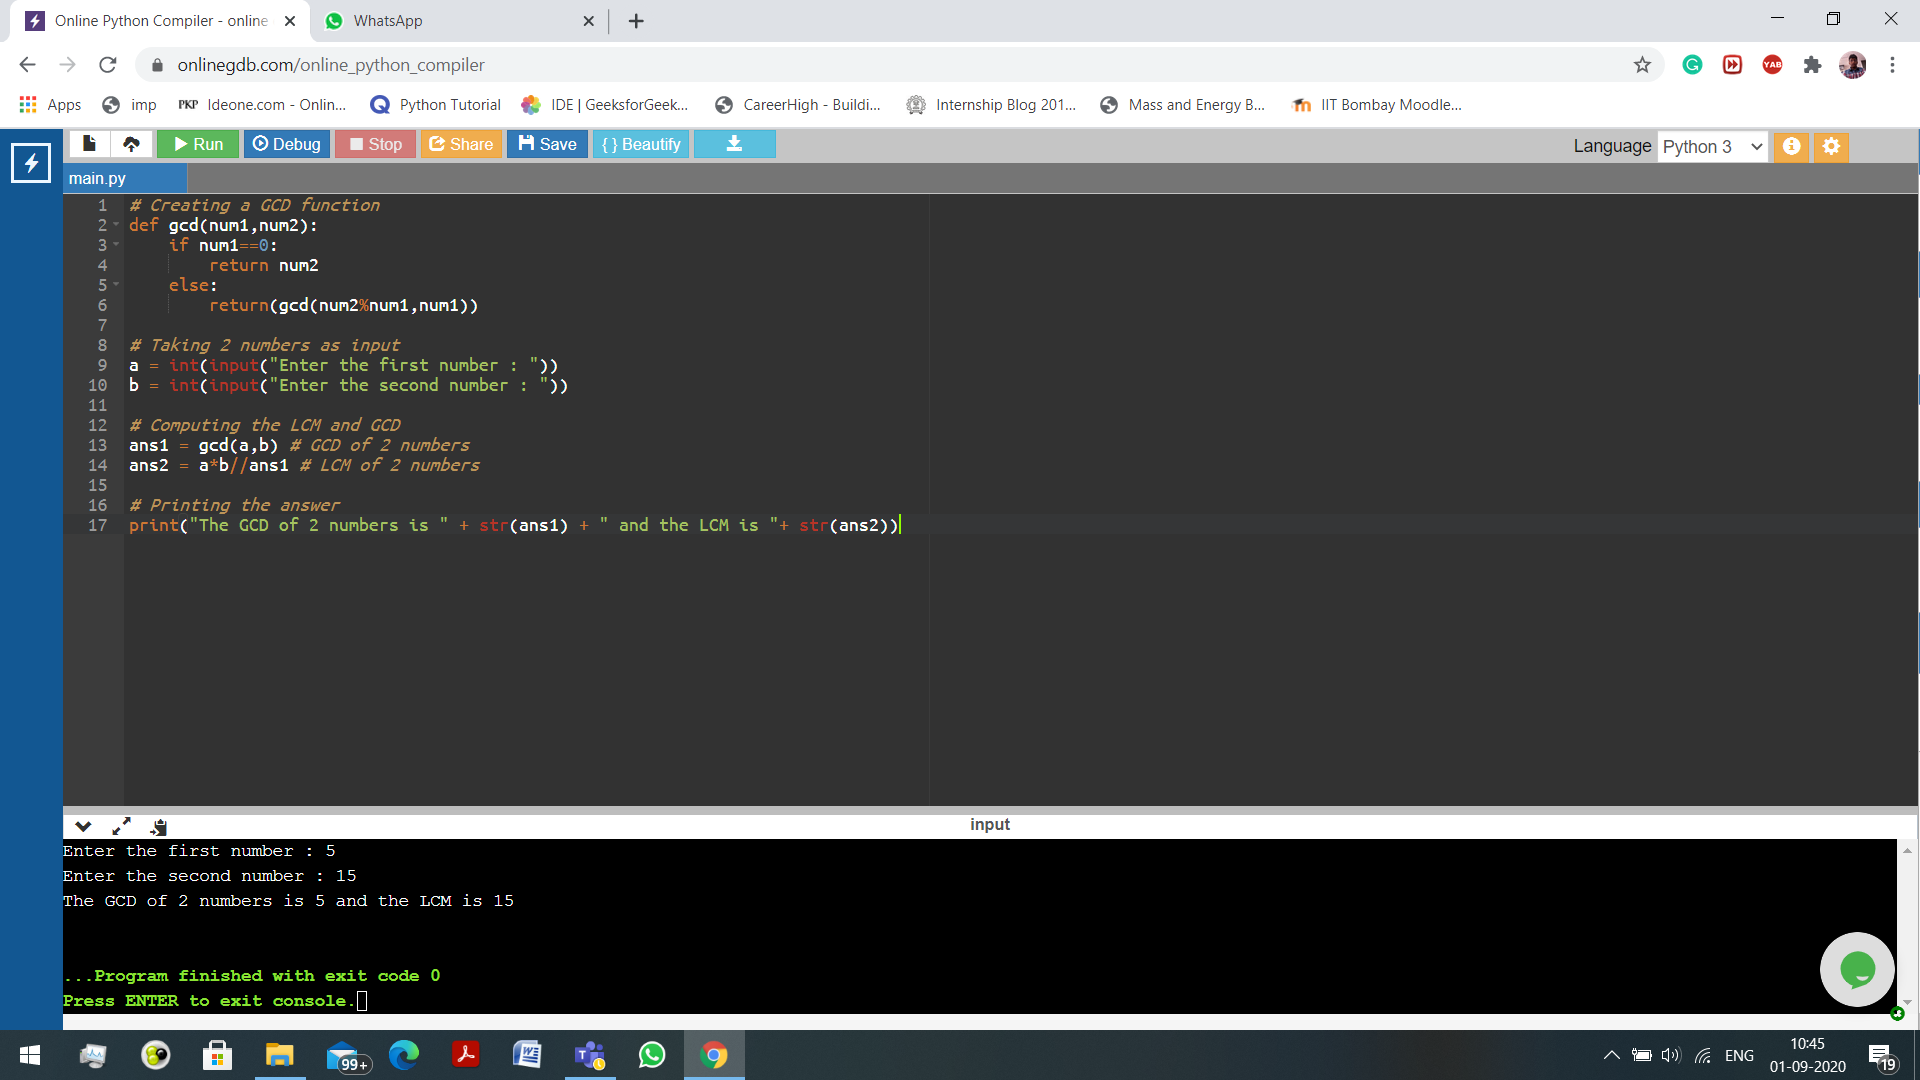 Online Python Compiler - online
WhatsApp
onlinegdb.com/online_python_compiler
YAB
Apps
imp
PKP Ideone.com - Onlin...
Python Tutorial
IDE | GeeksforGeek...
CareerHigh - Buildi...
Internship Blog 201...
Mass and Energy B...
IIT Bombay Moodle...
Run
Debug
Stop
Share
Save
{ } Beautify
Language Python 3
main.py
1 # Creating a GCD function
2 def gcd(num1,num2):
3 if num1==0:
4 return num2
5 else:
6 return(gcd(num2%num1,num1))
7
8 # Taking 2 numbers as input
9 a = int(input("Enter the first number : "))
10 b = int(input("Enter the second number : "))
11
12 # Computing the LCM and GCD
13 ans1 = gcd(a,b) # GCD of 2 numbers
14 ans2 = a*b//ans1 # LCM of 2 numbers
15
16 # Printing the answer
17 print("The GCD of 2 numbers is " + str(ans1) + " and the LCM is "+ str(ans2))
input
Enter the first number : 5
Enter the second number : 15
The GCD of 2 numbers is 5 and the LCM is 15
...Program finished with exit code 0
Press ENTER to exit console.
99+
ENG
10:45
01-09-2020
19